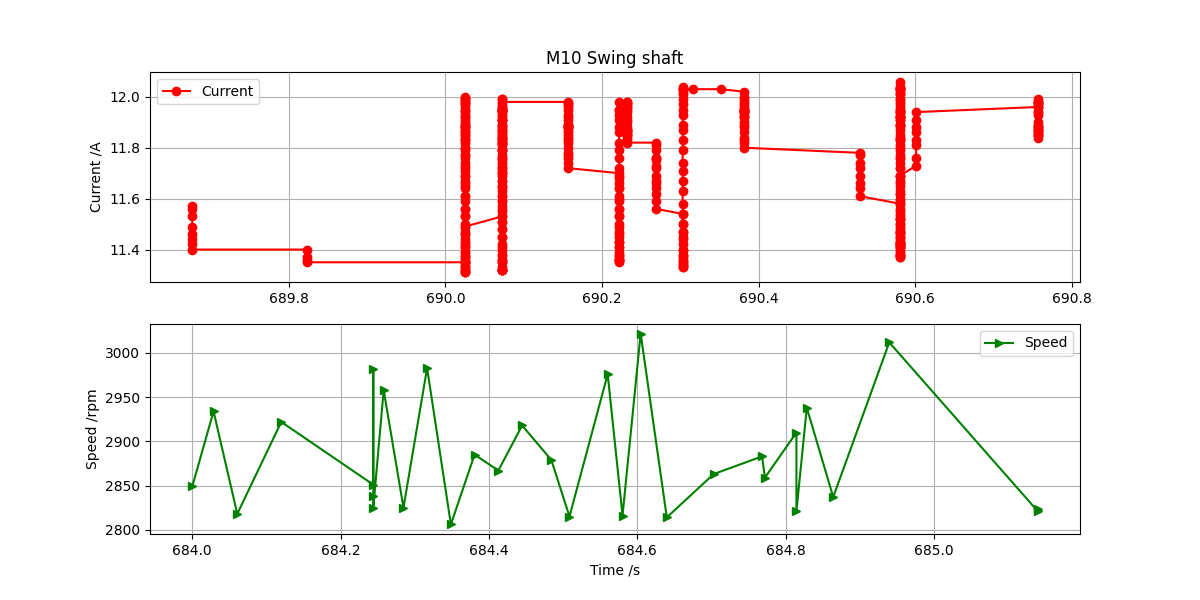 M10 Swing shaft
Current
Current /A
12.0
11.8
11.6
11.4
689.8 690.0 690.2 690.4 690.6 690.8
Speed
Speed /rpm
3000
2950
2900
2850
2800
684.0 684.2 684.4 684.6 684.8 685.0
Time /s